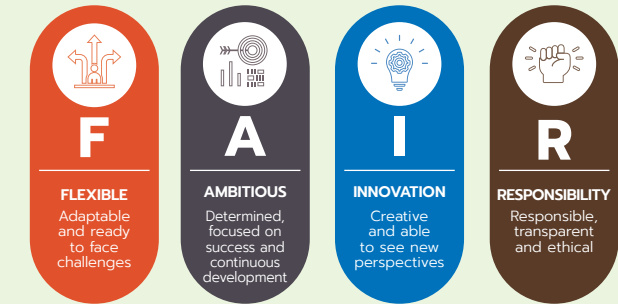 F
FLEXIBLE
Adaptable
and ready
to face
challenges
A
AMBITIOUS
Determined,
focused on
success and
continuous
development
I
INNOVATION
Creative
and able
to see new
perspectives
R
RESPONSIBILITY
Responsible,
transparent
and ethical